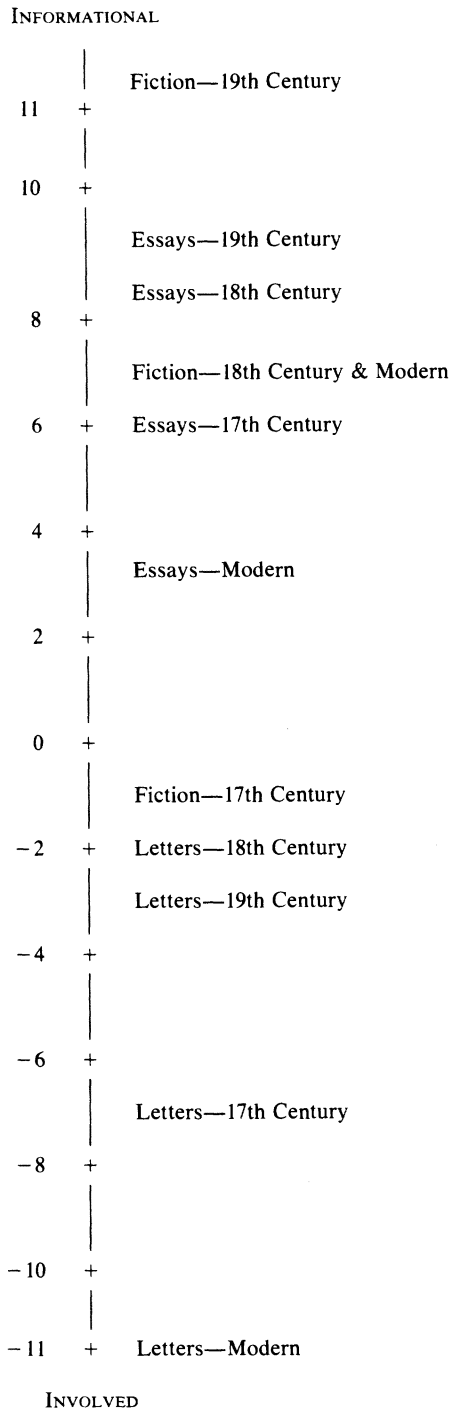 INFORMATIONAL
Fiction—19th Century
11 +
10 +
Essays—19th Century
Essays—18th Century
8 +
Fiction—18th Century & Modern
6 + Essays—17th Century
4 +
Essays—Modern
2 +
0 +
Fiction—17th Century
−2 + Letters—18th Century
Letters—19th Century
−4 +
−6 +
Letters—17th Century
−8 +
−10 +
−11 + Letters—Modern
INVOLVED